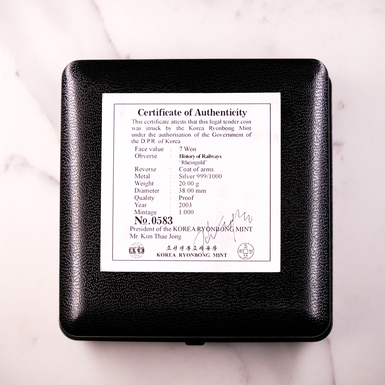 Certificate of Authenticity
This certificate attests that this legal tender coin
was struck by the Korea Ryonbong Mint
under the authorisation of the Government of
the D.P.R. of Korea
Face value : 7 Won
Obverse : History of Railways
"Rheingold"
Reverse : Coat of arms
Metal : Silver 999/1000
Weight : 20.00 g
Diameter : 38.00 mm
Quality : Proof
Year : 2003
Mintage : 1.000
No.0583
President of the KOREA RYONBONG MINT
Mr. Kim Thae Jong
KOREA RYONBONG MINT